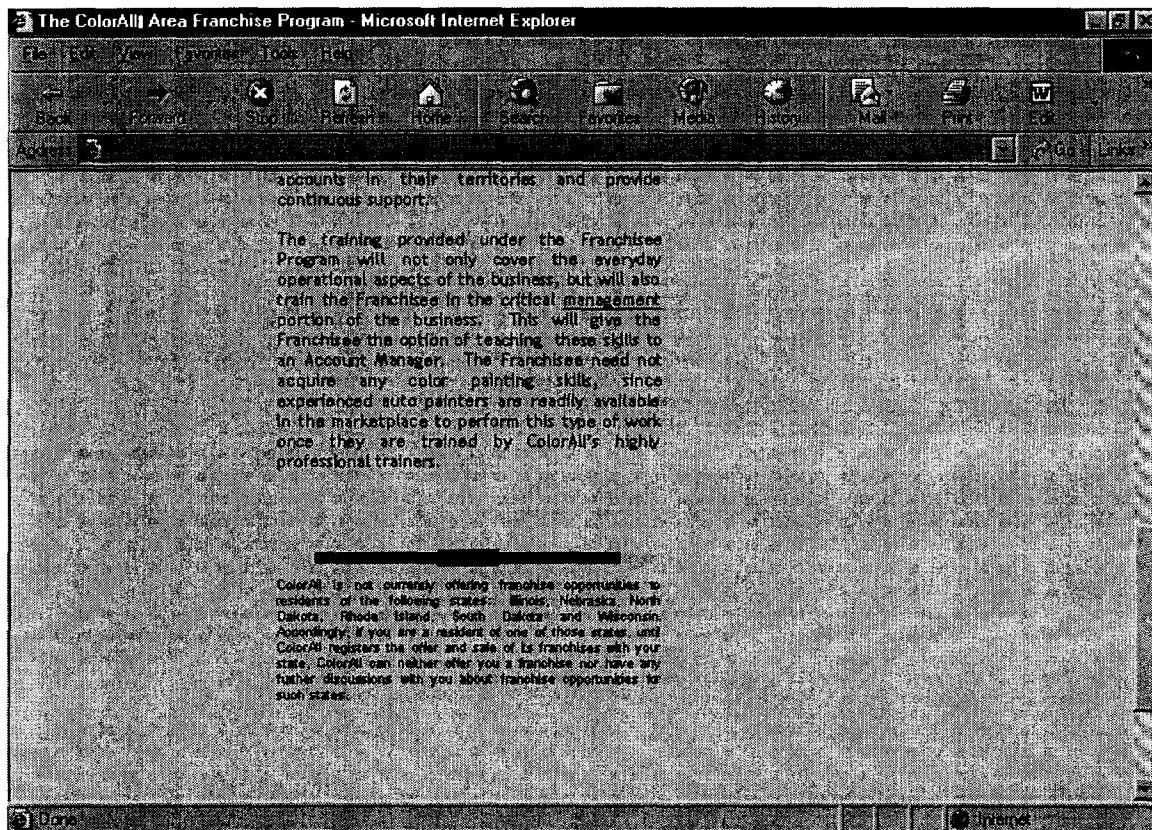 The ColorAll Area Franchise Program - Microsoft Internet Explorer
File Edit View Favorites Tools Help
Back Forward Stop Refresh Home Search Favorites Media History Mail Print Edit
Address Go Links »
accounts in their territories and provide
continuous support.
The training provided under the Franchisee
Program will not only cover the everyday
operational aspects of the business, but will also
train the Franchisee in the critical management
portion of the business. This will give the
Franchisee the option of teaching these skills to
an Account Manager. The Franchisee need not
acquire any color painting skills, since
experienced auto painters are readily available
in the marketplace to perform this type of work
once they are trained by ColorAll's highly
professional trainers.
ColorAll is not currently offering franchise opportunities to
residents of the following states: Illinois, Nebraska, North
Dakota, Rhode Island, South Dakota and Wisconsin.
Accordingly, if you are a resident of one of those states, until
ColorAll registers the offer and sale of its franchises with your
state, ColorAll can neither offer you a franchise nor have any
further discussions with you about franchise opportunities for
such states.
Done Internet